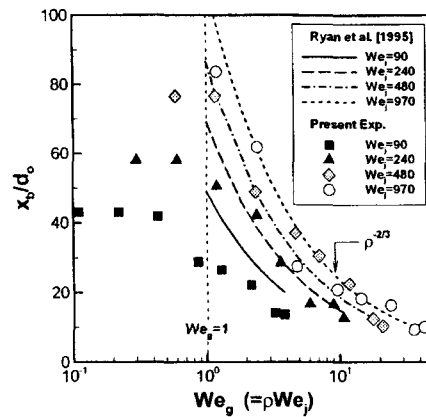 100
80
60
40
20
0
x_b/d_o
Ryan et al. [1995]
We_j=90
We_j=240
We_j=480
We_j=970
Present Exp.
We_j=90
We_j=240
We_j=480
We_j=970
ρ^-2/3
We_g=1
10^-1
10^0
10^1
We_g (=ρWe_j)